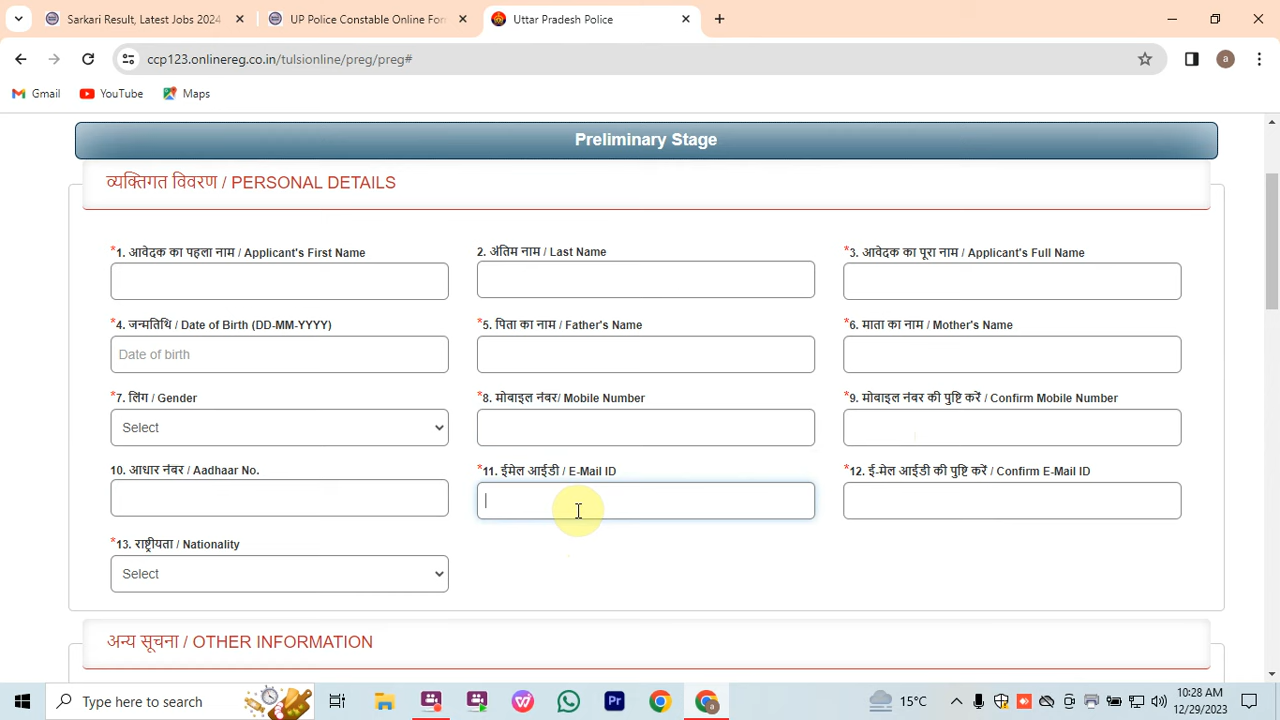 Sarkari Result, Latest Jobs 2024
UP Police Constable Online For
Uttar Pradesh Police
ccp123.onlinereg.co.in/tulsionline/preg/preg#
a
Gmail
YouTube
Maps
Preliminary Stage
व्यक्तिगत विवरण / PERSONAL DETAILS
*1. आवेदक का पहला नाम / Applicant's First Name
2. अंतिम नाम / Last Name
*3. आवेदक का पूरा नाम / Applicant's Full Name
*4. जन्मतिथि / Date of Birth (DD-MM-YYYY)
*5. पिता का नाम / Father's Name
*6. माता का नाम / Mother's Name
Date of birth
*7. लिंग / Gender
*8. मोबाइल नंबर/ Mobile Number
*9. मोबाइल नंबर की पुष्टि करें / Confirm Mobile Number
Select
10. आधार नंबर / Aadhaar No.
*11. ईमेल आईडी / E-Mail ID
*12. ई-मेल आईडी की पुष्टि करें / Confirm E-Mail ID
*13. राष्ट्रीयता / Nationality
Select
अन्य सूचना / OTHER INFORMATION
Type here to search
Pr
a
15°C
10:28 AM
12/29/2023